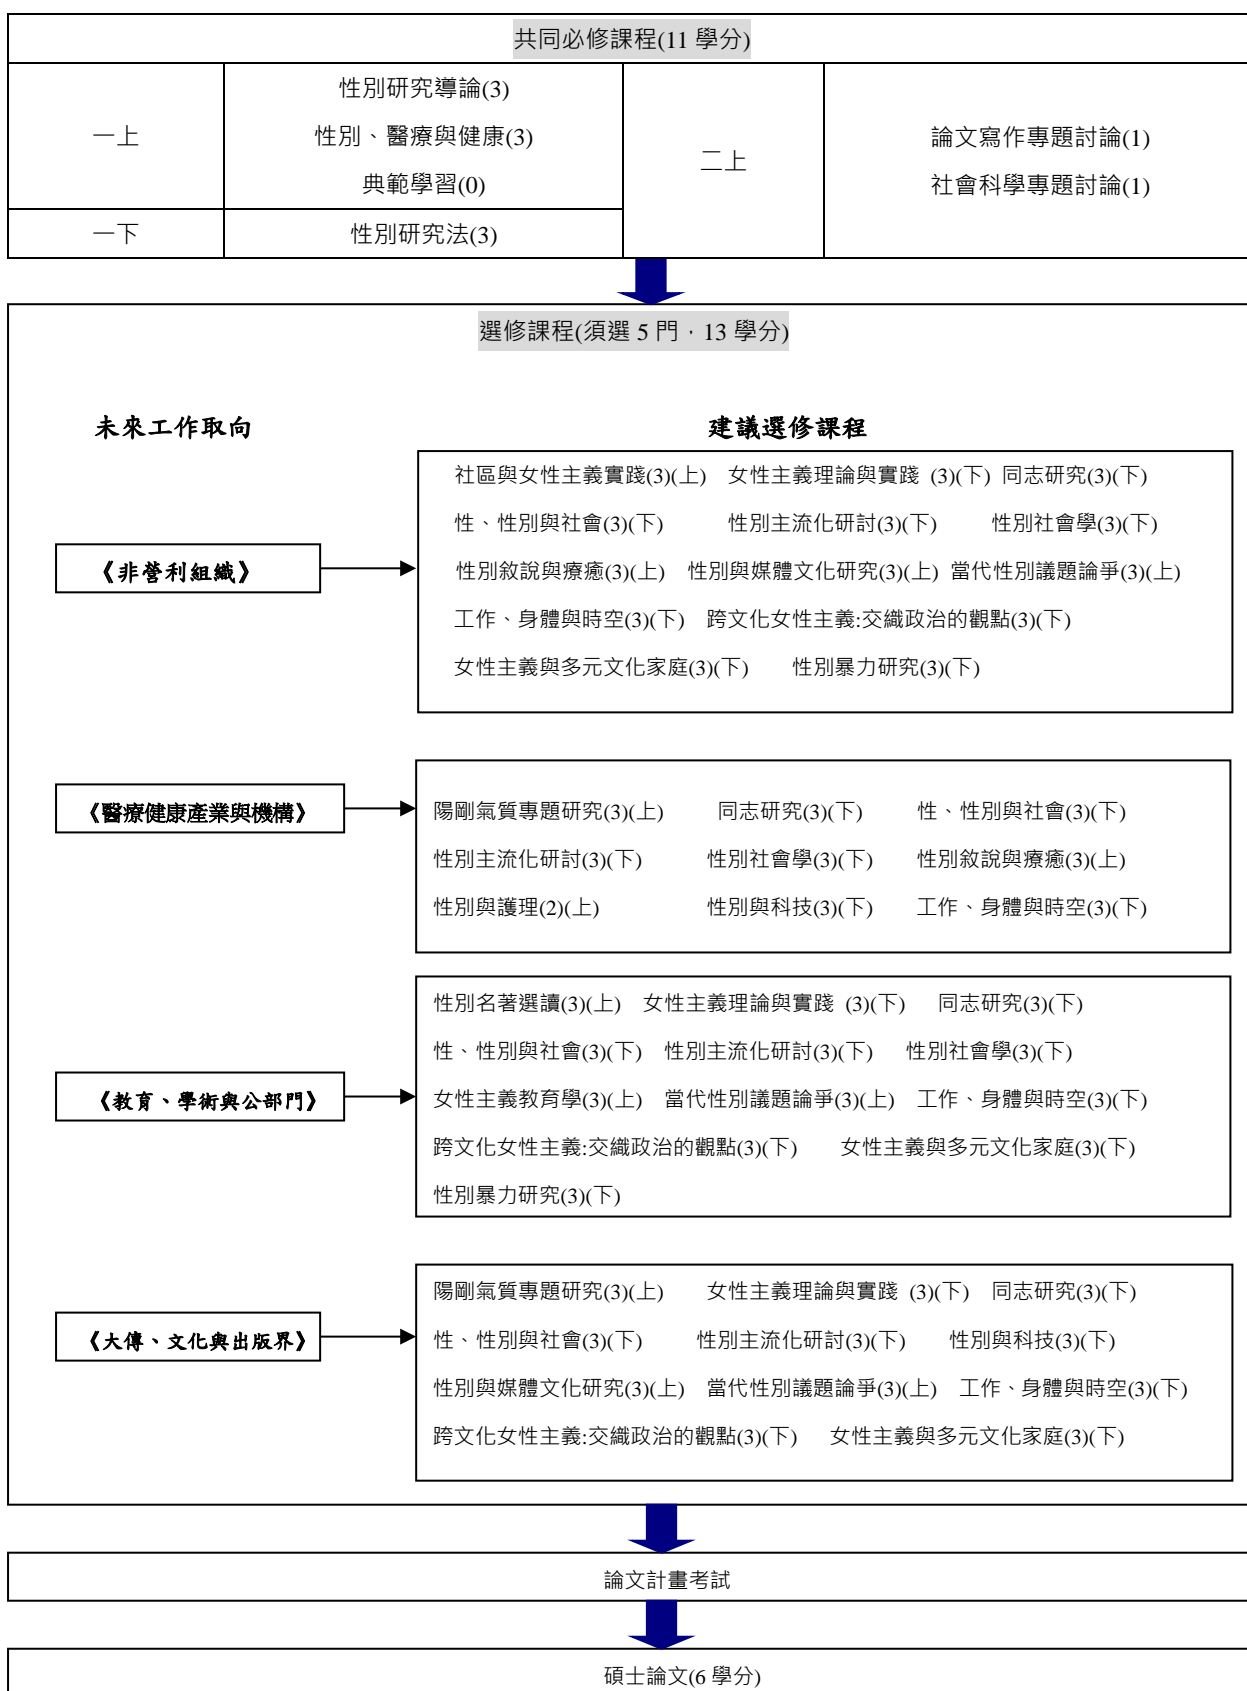 共同必修課程(11 學分)
一上
性別研究導論(3)
性別、醫療與健康(3)
典範學習(0)
一下
性別研究法(3)
二上
論文寫作專題討論(1)
社會科學專題討論(1)
選修課程(須選 5 門，13 學分)
未來工作取向 建議選修課程
《非營利組織》
社區與女性主義實踐(3)(上) 女性主義理論與實踐 (3)(下) 同志研究(3)(下)
性、性別與社會(3)(下) 性別主流化研討(3)(下) 性別社會學(3)(下)
性別敘說與療癒(3)(上) 性別與媒體文化研究(3)(上) 當代性別議題論爭(3)(上)
工作、身體與時空(3)(下) 跨文化女性主義:交織政治的觀點(3)(下)
女性主義與多元文化家庭(3)(下) 性別暴力研究(3)(下)
《醫療健康產業與機構》
陽剛氣質專題研究(3)(上) 同志研究(3)(下) 性、性別與社會(3)(下)
性別主流化研討(3)(下) 性別社會學(3)(下) 性別敘說與療癒(3)(上)
性別與護理(2)(上) 性別與科技(3)(下) 工作、身體與時空(3)(下)
《教育、學術與公部門》
性別名著選讀(3)(上) 女性主義理論與實踐 (3)(下) 同志研究(3)(下)
性、性別與社會(3)(下) 性別主流化研討(3)(下) 性別社會學(3)(下)
女性主義教育學(3)(上) 當代性別議題論爭(3)(上) 工作、身體與時空(3)(下)
跨文化女性主義:交織政治的觀點(3)(下) 女性主義與多元文化家庭(3)(下)
性別暴力研究(3)(下)
《大傳、文化與出版界》
陽剛氣質專題研究(3)(上) 女性主義理論與實踐 (3)(下) 同志研究(3)(下)
性、性別與社會(3)(下) 性別主流化研討(3)(下) 性別與科技(3)(下)
性別與媒體文化研究(3)(上) 當代性別議題論爭(3)(上) 工作、身體與時空(3)(下)
跨文化女性主義:交織政治的觀點(3)(下) 女性主義與多元文化家庭(3)(下)
論文計畫考試
碩士論文(6 學分)